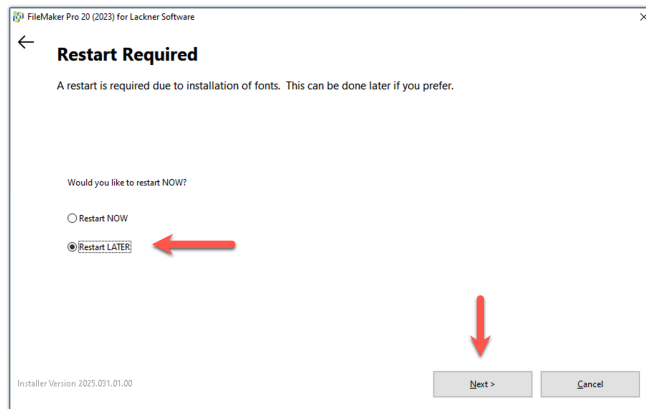 FileMaker Pro 20 (2023) for Lackner Software
Restart Required
A restart is required due to installation of fonts.  This can be done later if you prefer.
Would you like to restart NOW?
Restart NOW
Restart LATER
Installer Version 2025.031.01.00
Next >
Cancel